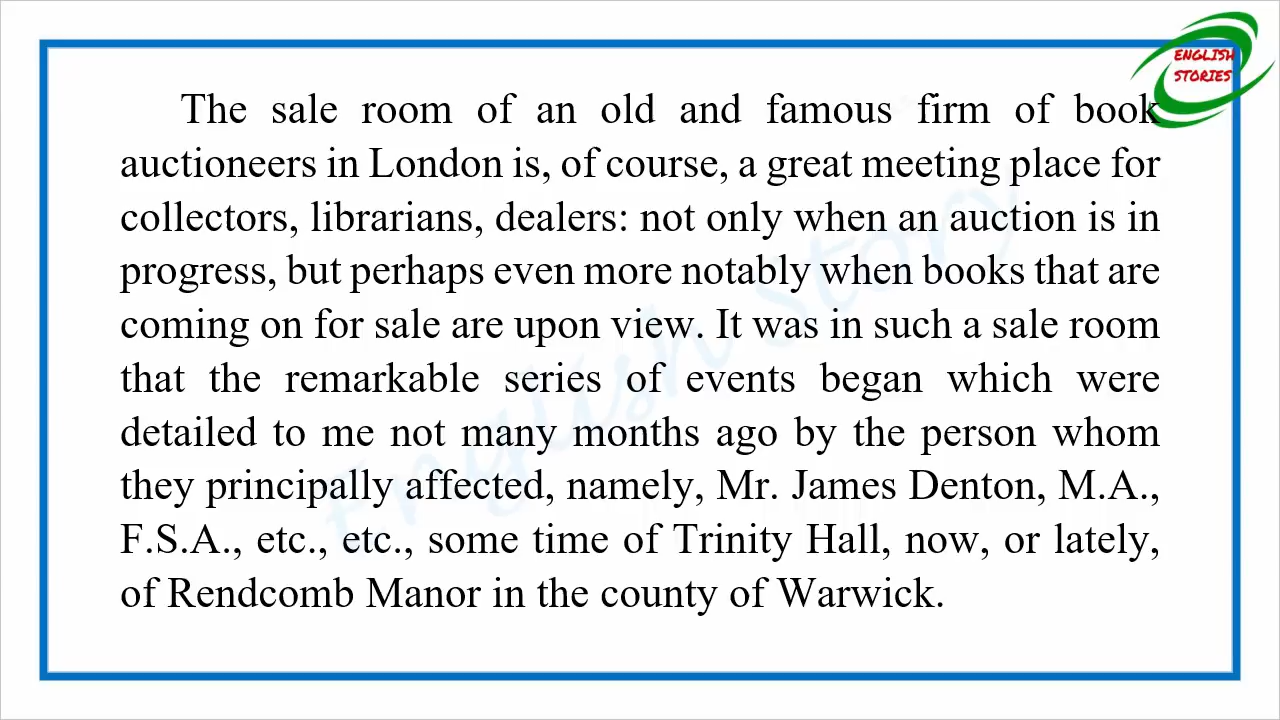 ENGLISH
STORIES
The sale room of an old and famous firm of book
auctioneers in London is, of course, a great meeting place for
collectors, librarians, dealers: not only when an auction is in
progress, but perhaps even more notably when books that are
coming on for sale are upon view. It was in such a sale room
that the remarkable series of events began which were
detailed to me not many months ago by the person whom
they principally affected, namely, Mr. James Denton, M.A.,
F.S.A., etc., etc., some time of Trinity Hall, now, or lately,
of Rendcomb Manor in the county of Warwick.
English Story